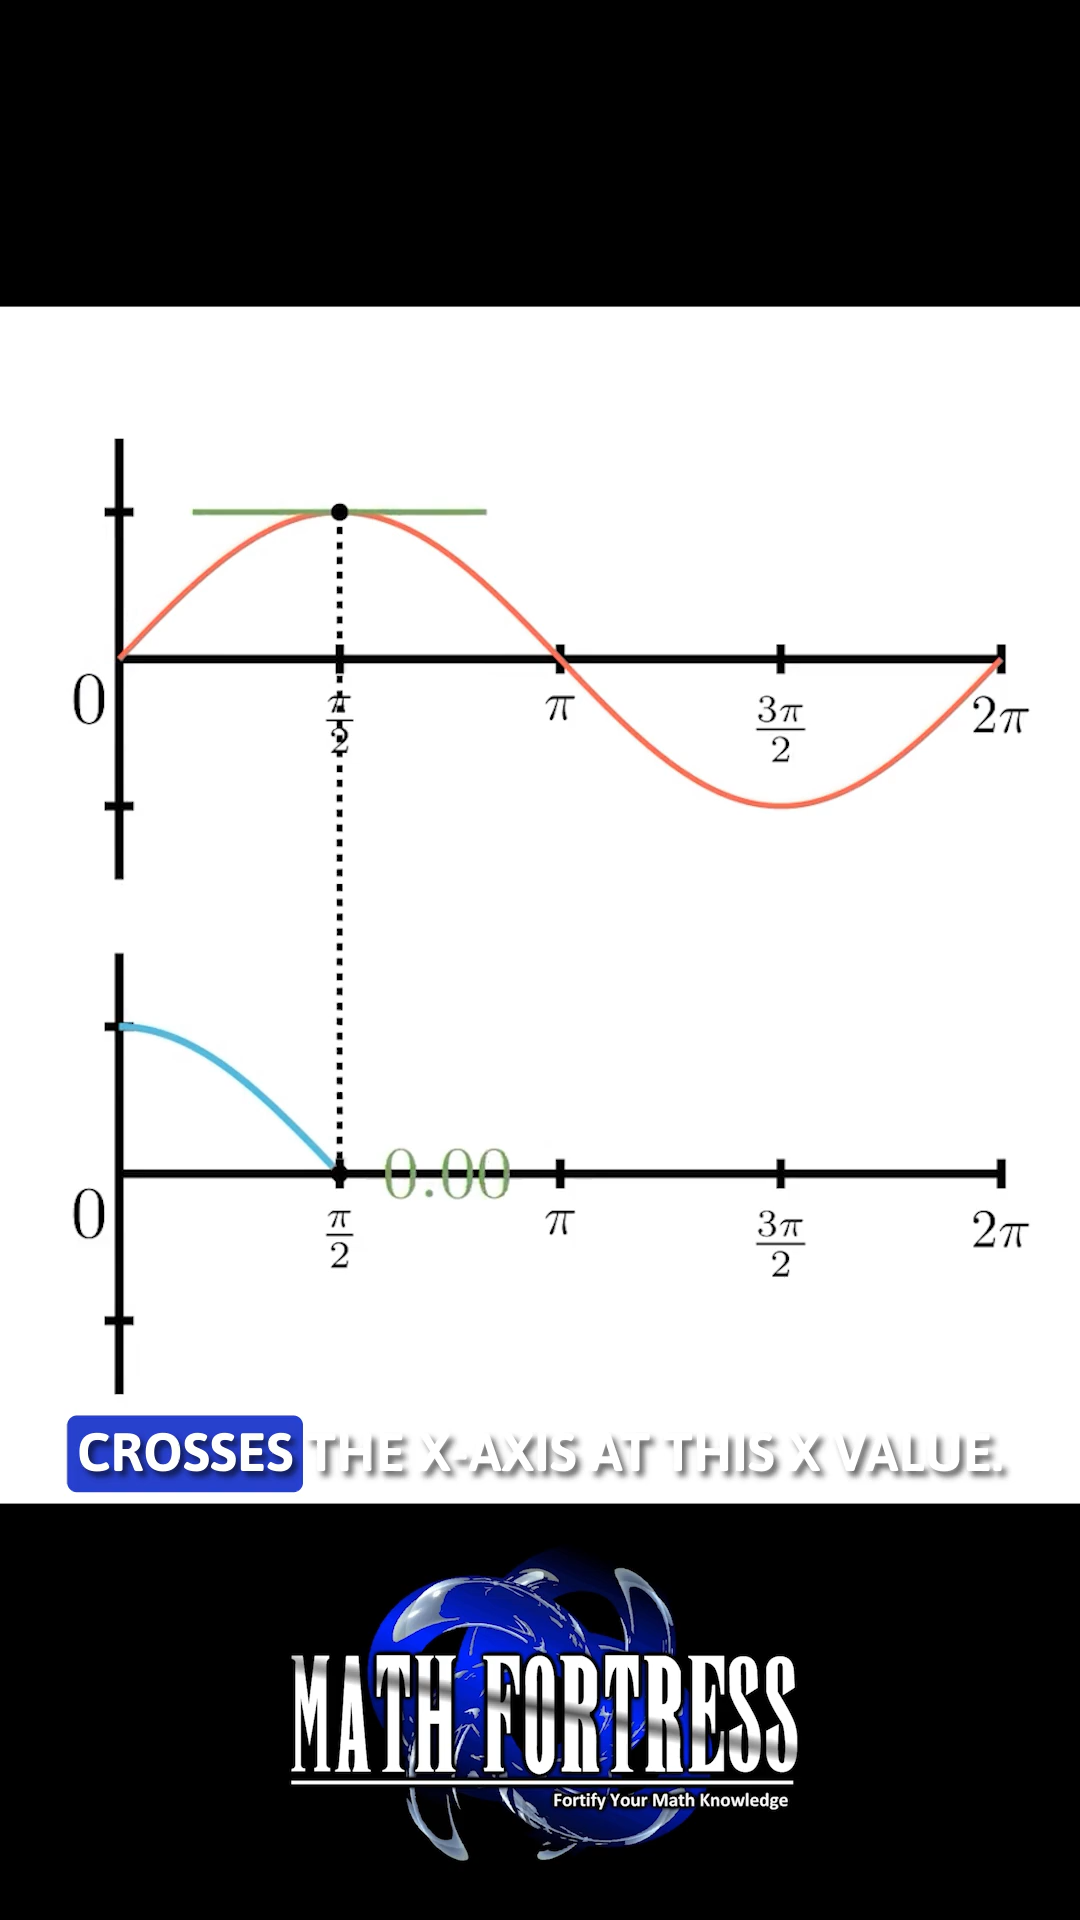 0
π/2
π
3π/2
2π
0.00
0
π/2
π
3π/2
2π
CROSSES THE X-AXIS AT THIS X VALUE.
MATH FORTRESS
Fortify Your Math Knowledge